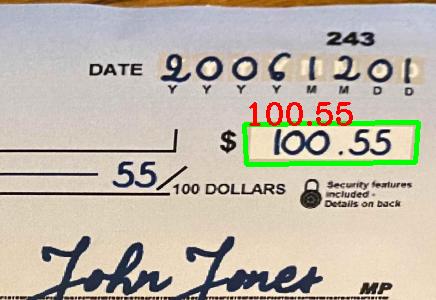 243
DATE 20061201
Y Y Y Y M M D D
100.55
$ 100.55
55/100 DOLLARS
Security features
included -
Details on back
John Jones
MP